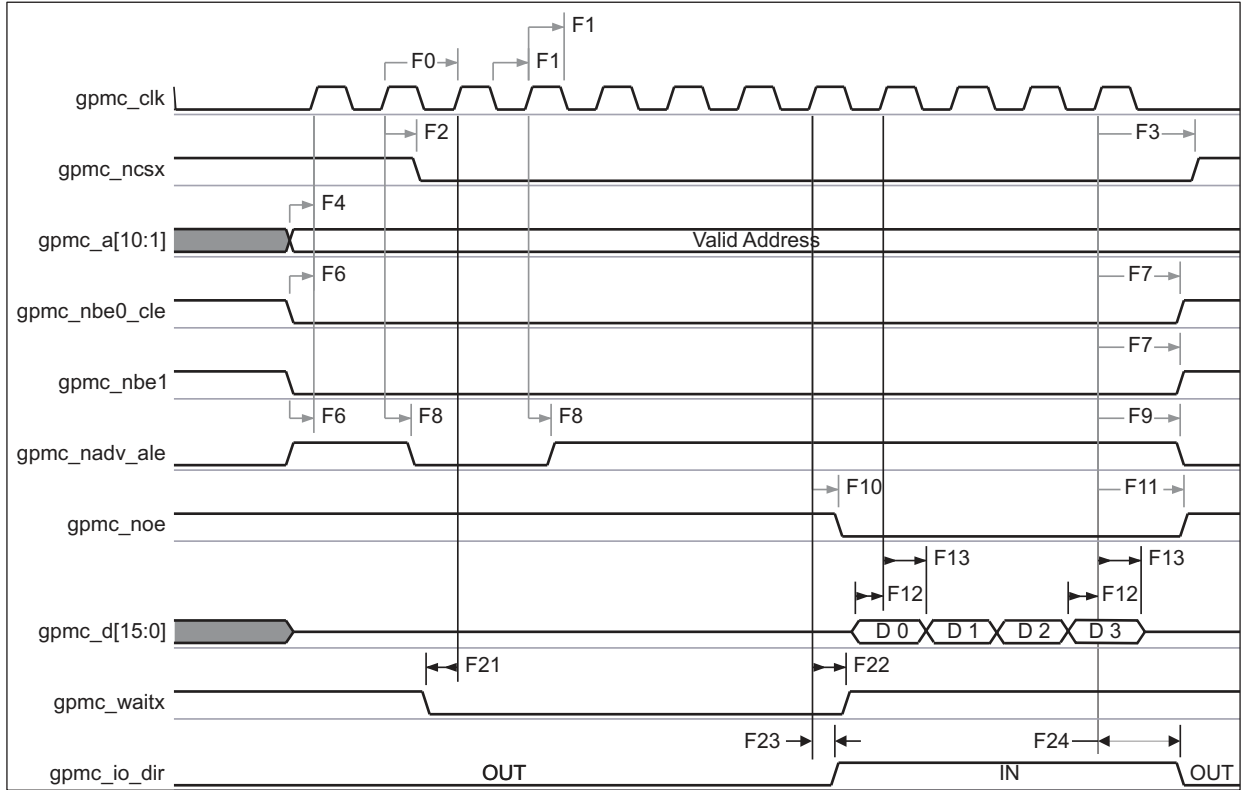 F1
F0 F1
gpmc_clk
F2 F3
gpmc_ncsx
F4
gpmc_a[10:1] Valid Address
F6 F7
gpmc_nbe0_cle
F7
gpmc_nbe1
F6 F8 F8 F9
gpmc_nadv_ale
F10 F11
gpmc_noe
F13 F13
F12 F12
gpmc_d[15:0] D 0 D 1 D 2 D 3
F21 F22
gpmc_waitx
F23 F24
gpmc_io_dir OUT IN OUT